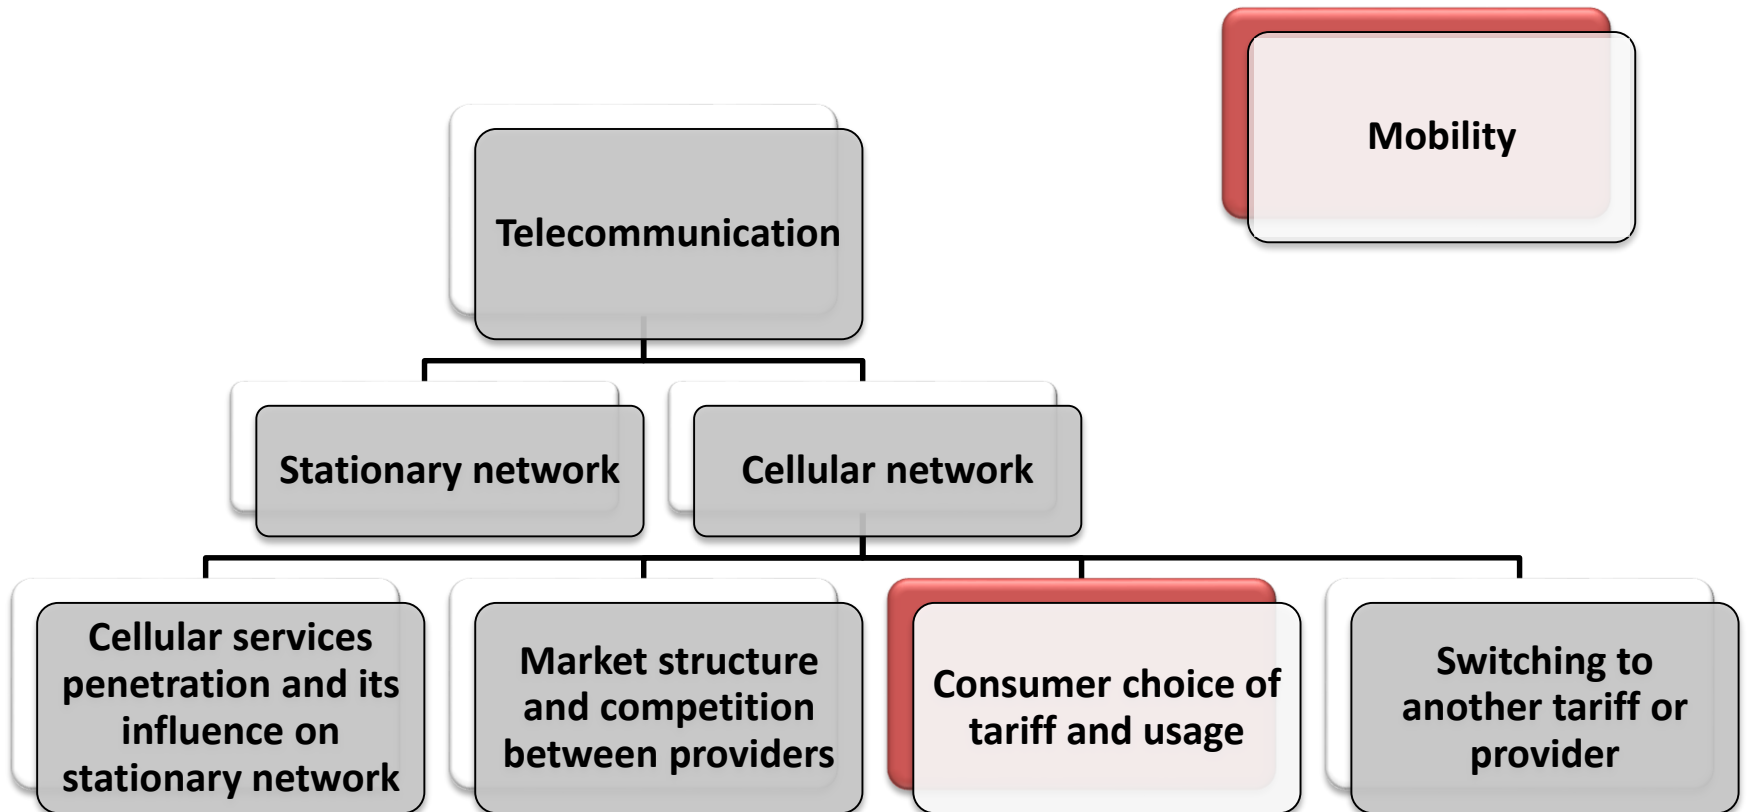 Mobility
Telecommunication
Stationary network
Cellular network
Cellular services
penetration and its
influence on
stationary network
Market structure
and competition
between providers
Consumer choice of
tariff and usage
Switching to
another tariff or
provider